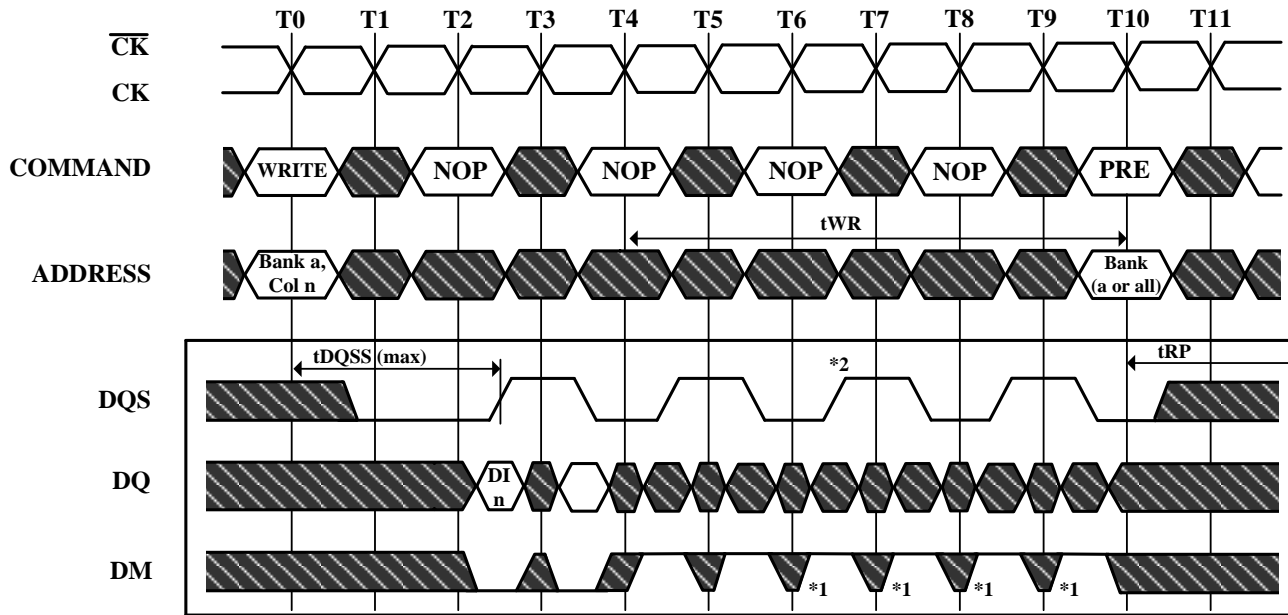 T0 T1 T2 T3 T4 T5 T6 T7 T8 T9 T10 T11
CK
CK
COMMAND WRITE NOP NOP NOP NOP PRE
tWR
ADDRESS Bank a, Col n Bank (a or all)
tDQSS (max) *2 tRP
DQS
DQ DI n
DM *1 *1 *1 *1